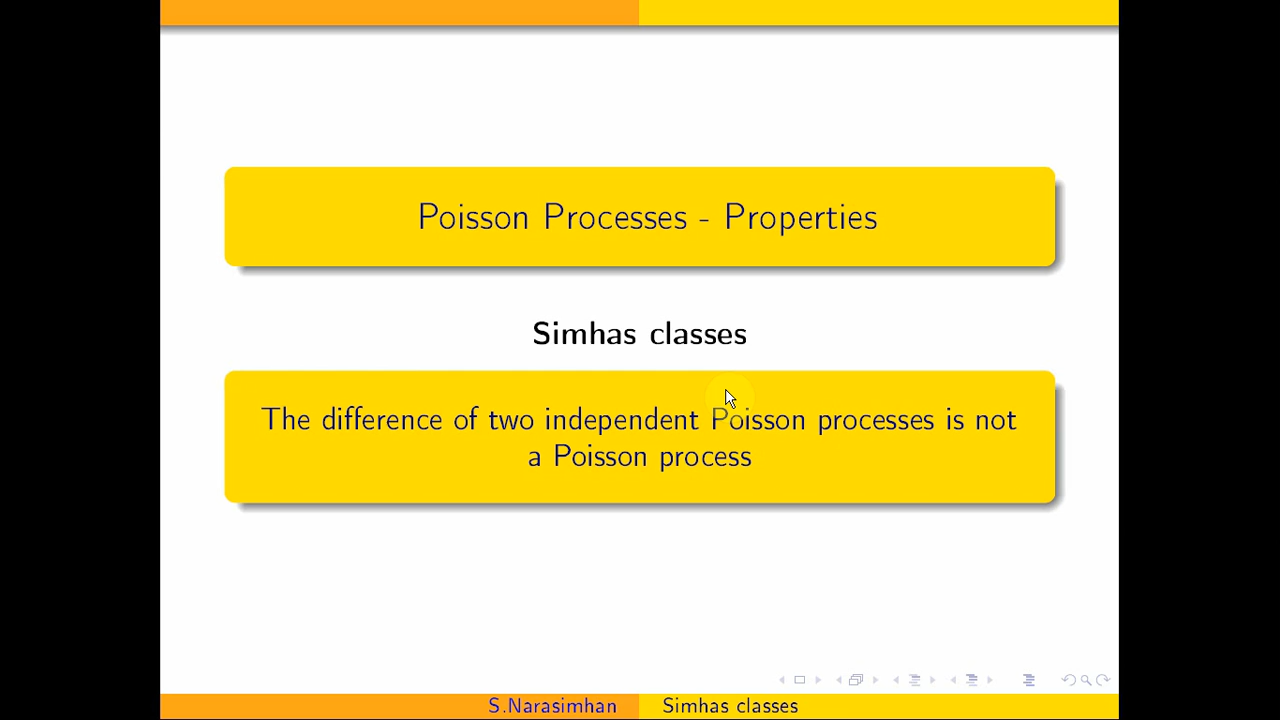 Poisson Processes - Properties
Simhas classes
The difference of two independent Poisson processes is not
a Poisson process
S.Narasimhan
Simhas classes